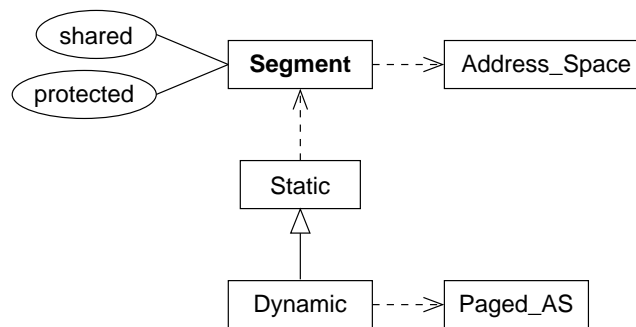 shared
protected
Segment
Address_Space
Static
Dynamic
Paged_AS